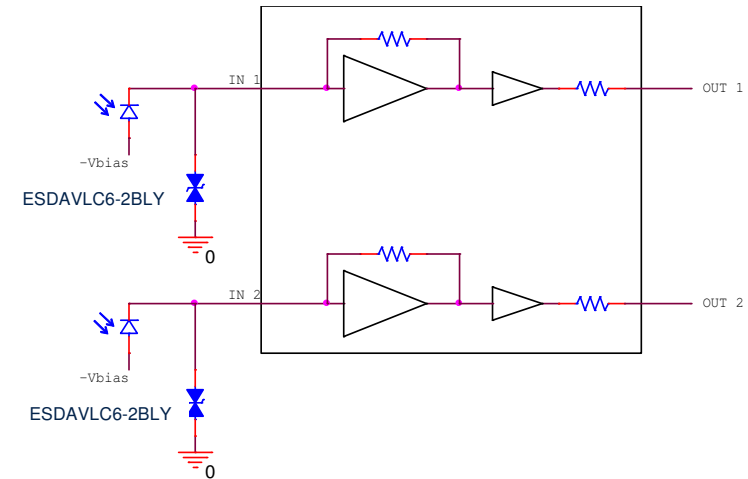 IN 1
OUT 1
-Vbias
ESDAVLC6-2BLY
0
IN 2
OUT 2
-Vbias
ESDAVLC6-2BLY
0